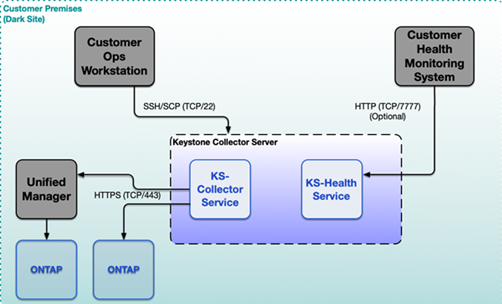 Customer Premises
(Dark Site)
Customer
Ops
Workstation
Customer
Health
Monitoring
System
SSH/SCP (TCP/22)
HTTP (TCP/7777)
(Optional)
Keystone Collector Server
KS-
Collector
Service
KS-Health
Service
Unified
Manager
HTTPS (TCP/443)
ONTAP
ONTAP